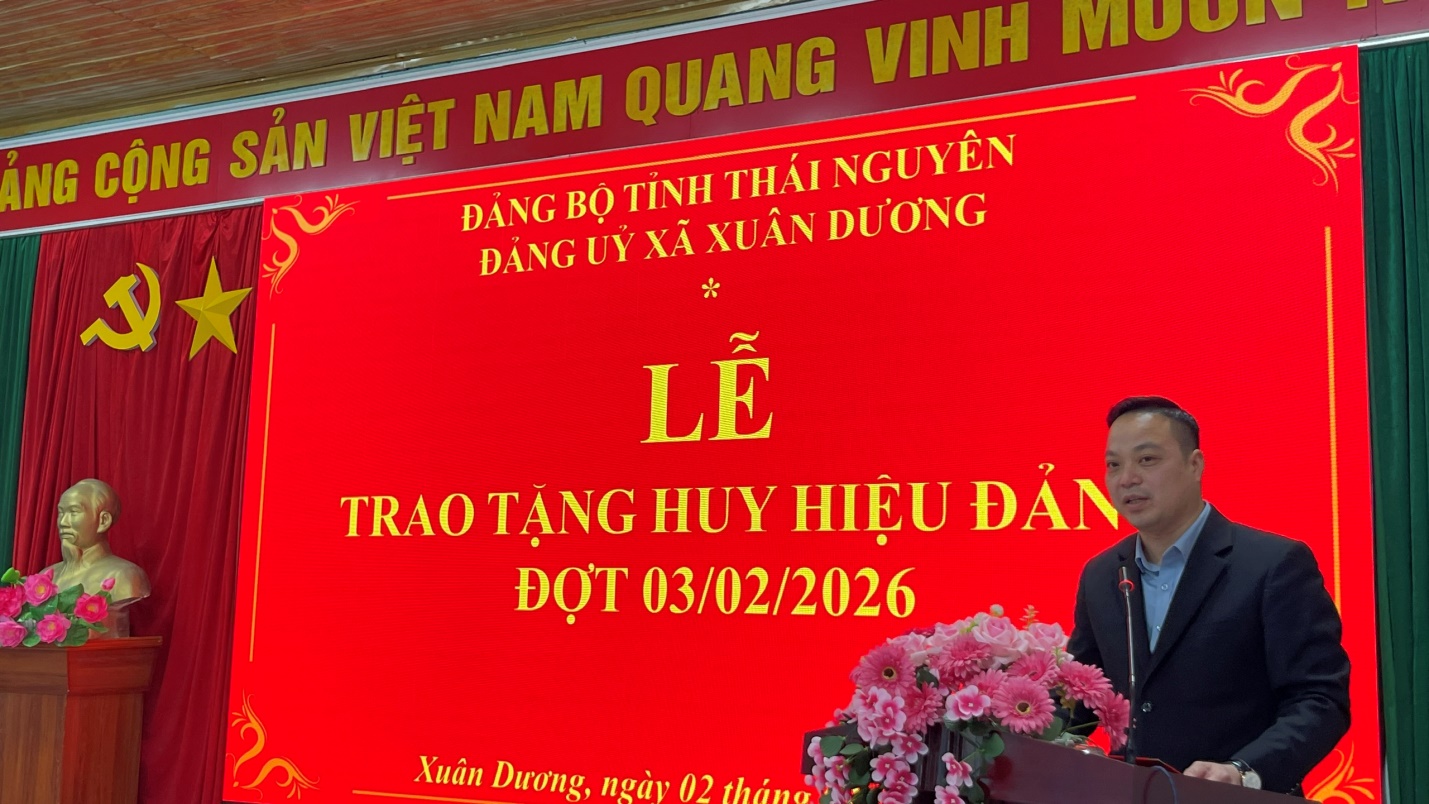 ẢNG CỘNG SẢN VIỆT NAM QUANG VINH MUÔN
ĐẢNG BỘ TỈNH THÁI NGUYÊN
ĐẢNG UỶ XÃ XUÂN DƯƠNG
*
LỄ
TRAO TẶNG HUY HIỆU ĐẢN
ĐỢT 03/02/2026
Xuân Dương, ngày 02 tháng